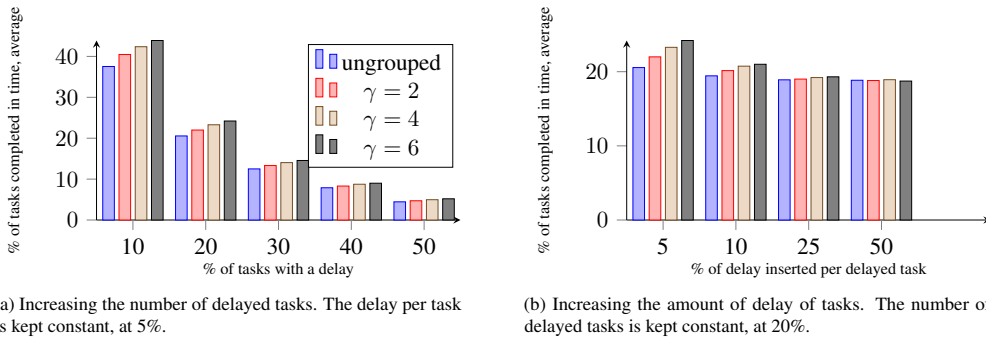 % of tasks completed in time, average
40
30
20
10
0
10 20 30 40 50
% of tasks with a delay
ungrouped
γ = 2
γ = 4
γ = 6
a) Increasing the number of delayed tasks. The delay per task
s kept constant, at 5%.
% of tasks completed in time, average
20
10
0
5 10 25 50
% of delay inserted per delayed task
(b) Increasing the amount of delay of tasks. The number of
delayed tasks is kept constant, at 20%.